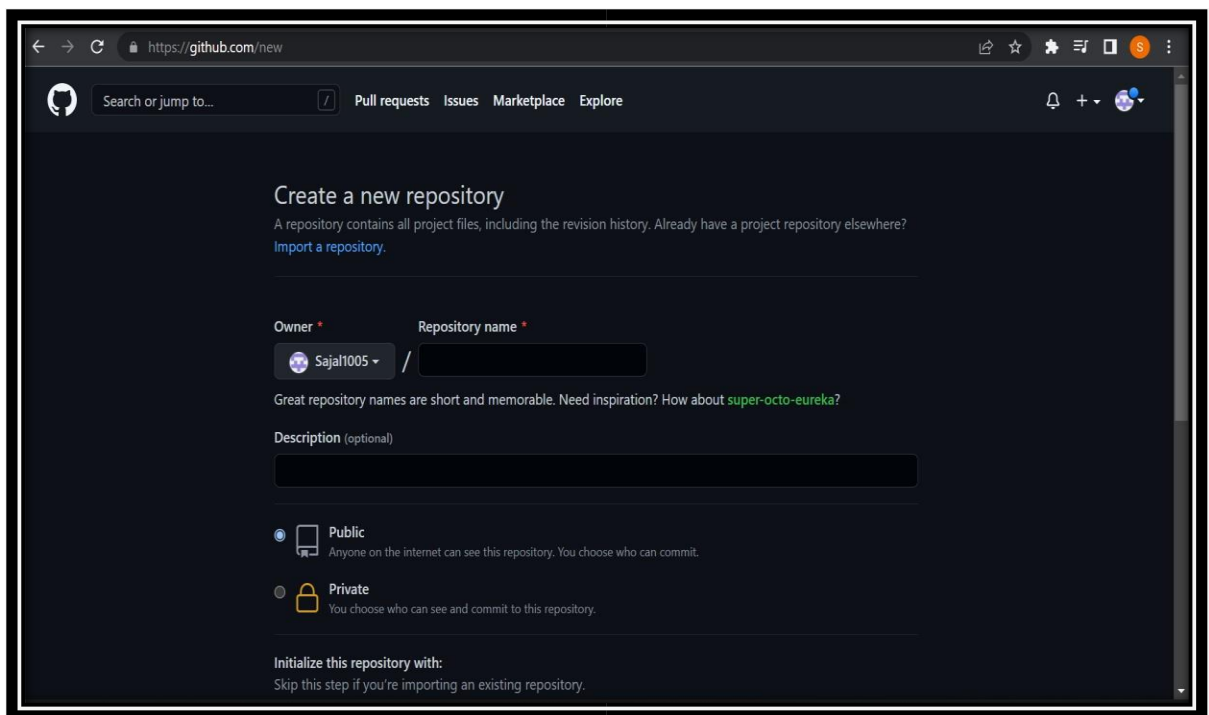 https://github.com/new
S
Search or jump to... / Pull requests Issues Marketplace Explore
Create a new repository
A repository contains all project files, including the revision history. Already have a project repository elsewhere?
Import a repository.
Owner * Repository name *
Sajal1005 /
Great repository names are short and memorable. Need inspiration? How about super-octo-eureka?
Description (optional)
Public
Anyone on the internet can see this repository. You choose who can commit.
Private
You choose who can see and commit to this repository.
Initialize this repository with:
Skip this step if you're importing an existing repository.